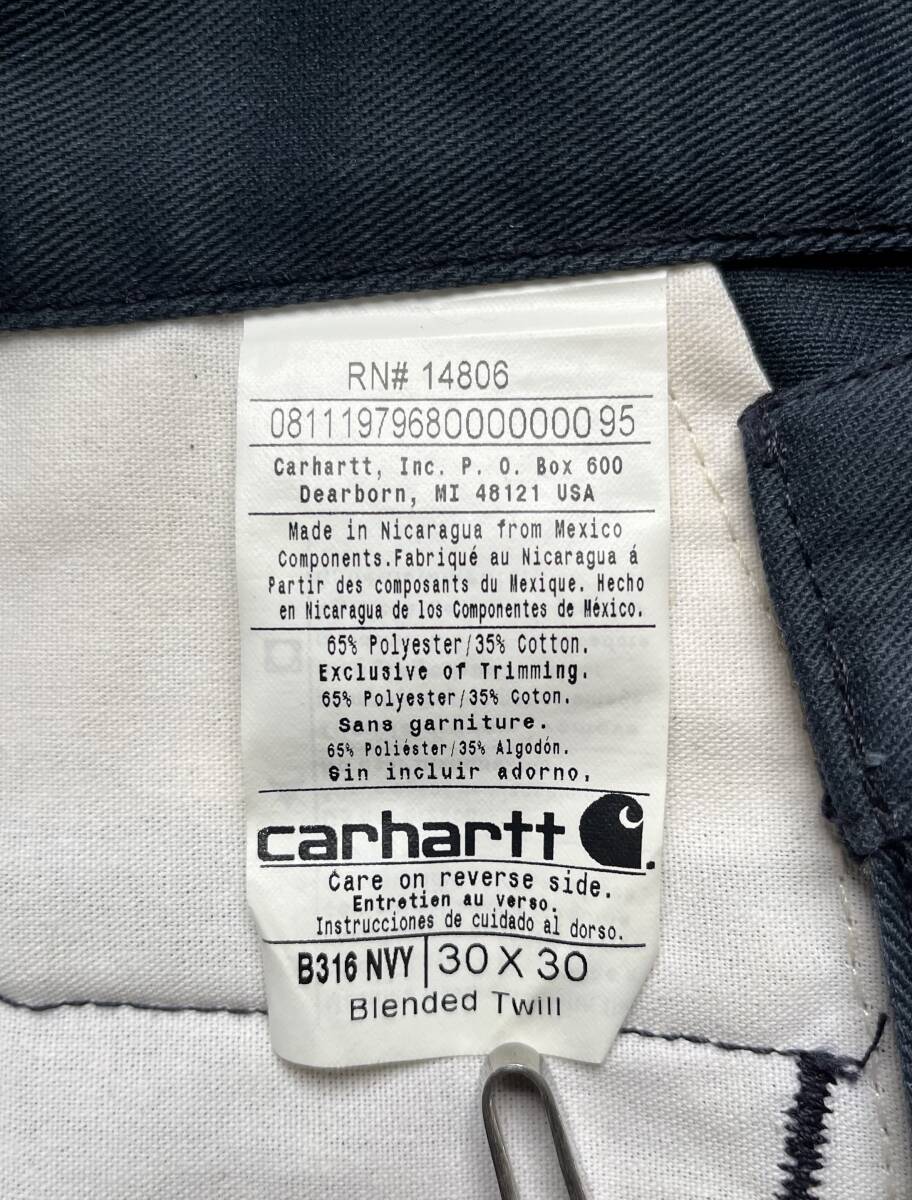 RN# 14806
08111979680000000095
Carhartt, Inc. P. O. Box 600
Dearborn, MI 48121 USA
Made in Nicaragua from Mexico
Components.Fabriqué au Nicaragua á
Partir des composants du Mexique. Hecho
en Nicaragua de los Componentes de México.
65% Polyester/35% Cotton.
Exclusive of Trimming.
65% Polyester/35% Coton.
Sans garniture.
65% Poliéster/35% Algodón.
Sin incluir adorno,
carhartt
Care on reverse side.
Entretien au verso.
Instrucciones de cuidado al dorso.
B316 NVY 30 X 30
Blended Twill